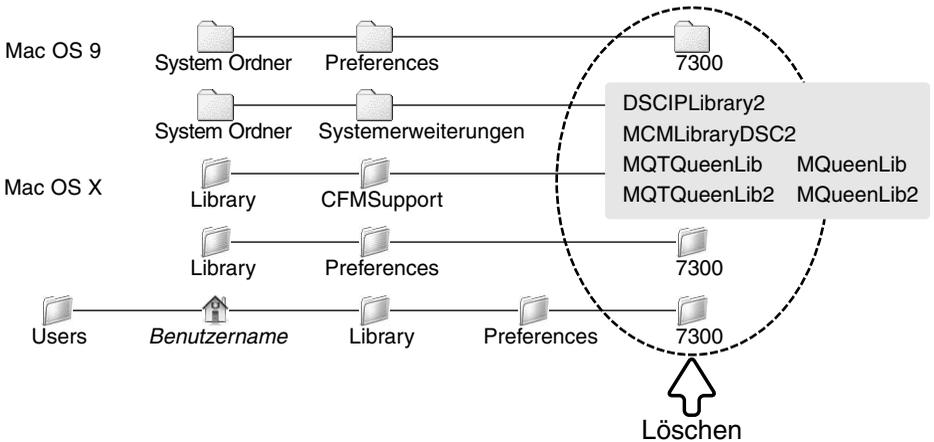 Mac OS 9
System Ordner Preferences 7300
System Ordner Systemerweiterungen
DSCIPLibrary2
MCMLibraryDSC2
MQTQueenLib MQueenLib
MQTQueenLib2 MQueenLib2
Mac OS X
Library CFMSupport
Library Preferences 7300
Users Benutzername Library Preferences 7300
Löschen